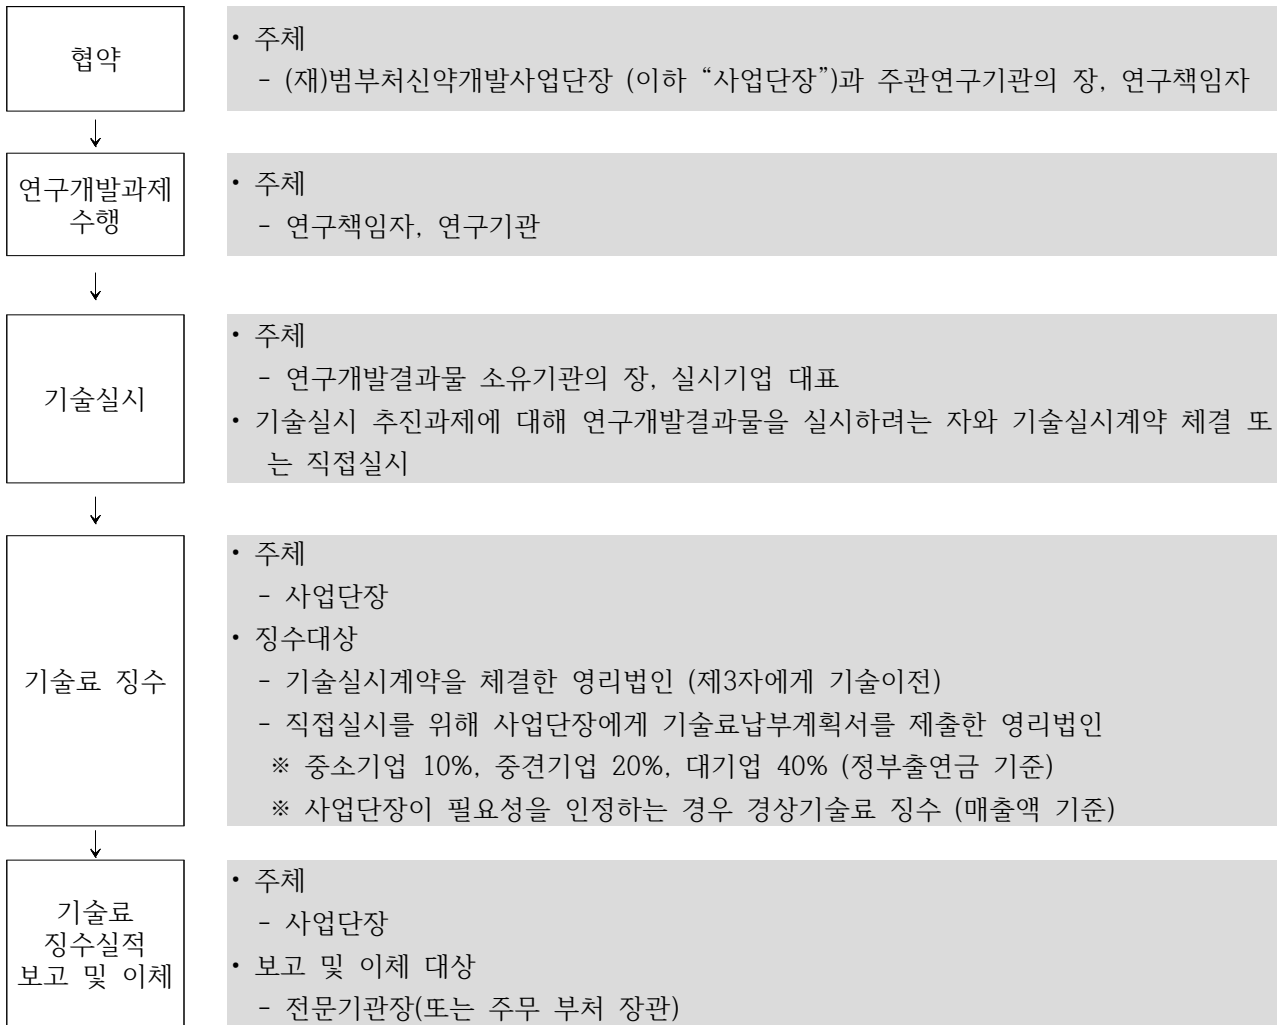 협약
• 주체
- (재)범부처신약개발사업단장 (이하 “사업단장”)과 주관연구기관의 장, 연구책임자
↓
연구개발과제
수행
• 주체
- 연구책임자, 연구기관
↓
기술실시
• 주체
- 연구개발결과물 소유기관의 장, 실시기업 대표
• 기술실시 추진과제에 대해 연구개발결과물을 실시하려는 자와 기술실시계약 체결 또
는 직접실시
↓
기술료 징수
• 주체
- 사업단장
• 징수대상
- 기술실시계약을 체결한 영리법인 (제3자에게 기술이전)
- 직접실시를 위해 사업단장에게 기술료납부계획서를 제출한 영리법인
※ 중소기업 10%, 중견기업 20%, 대기업 40% (정부출연금 기준)
※ 사업단장이 필요성을 인정하는 경우 경상기술료 징수 (매출액 기준)
↓
기술료
징수실적
보고 및 이체
• 주체
- 사업단장
• 보고 및 이체 대상
- 전문기관장(또는 주무 부처 장관)